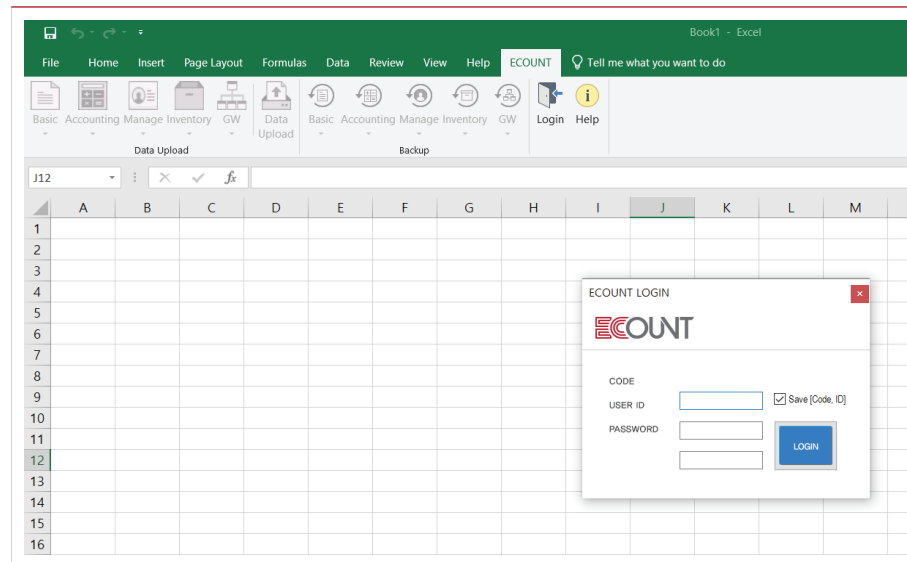 Book1 - Excel
File Home Insert Page Layout Formulas Data Review View Help ECOUNT Tell me what you want to do
Basic Accounting Manage Inventory GW Data Upload Basic Accounting Manage Inventory GW Login Help
Data Upload Backup
J12 fx
A B C D E F G H I J K L M
1
2
3
4
5
6
7
8
9
10
11
12
13
14
15
16
ECOUNT LOGIN
ECOUNT
CODE
USER ID
PASSWORD
Save [Code, ID]
LOGIN